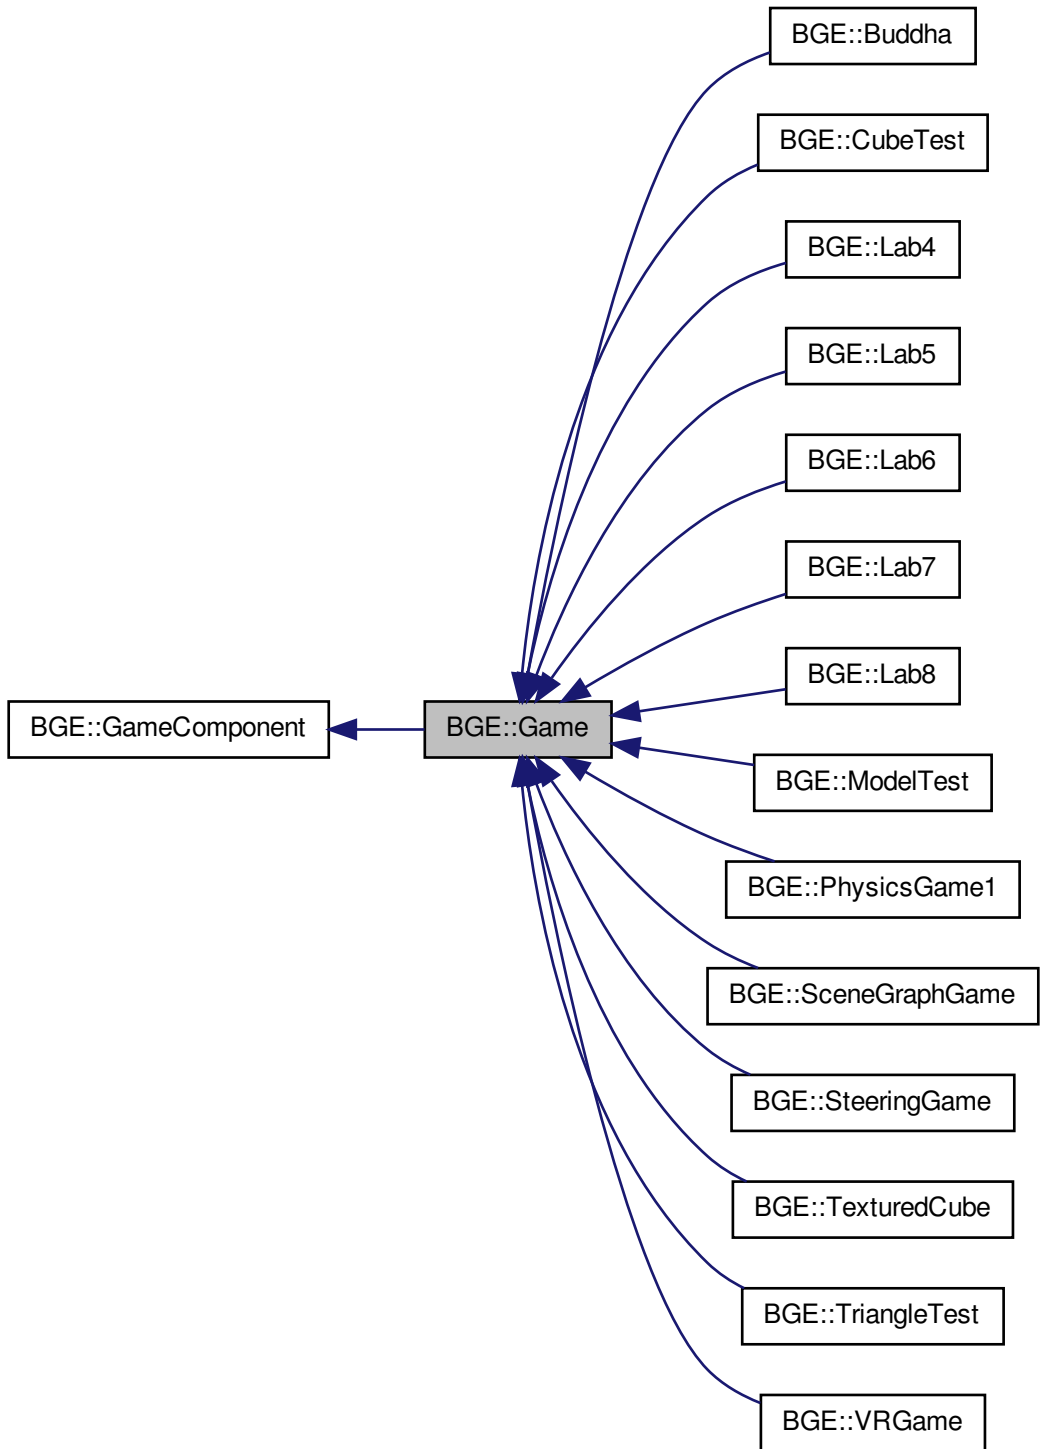 BGE::Buddha
BGE::CubeTest
BGE::Lab4
BGE::Lab5
BGE::Lab6
BGE::Lab7
BGE::Lab8
BGE::GameComponent
BGE::Game
BGE::ModelTest
BGE::PhysicsGame1
BGE::SceneGraphGame
BGE::SteeringGame
BGE::TexturedCube
BGE::TriangleTest
BGE::VRGame